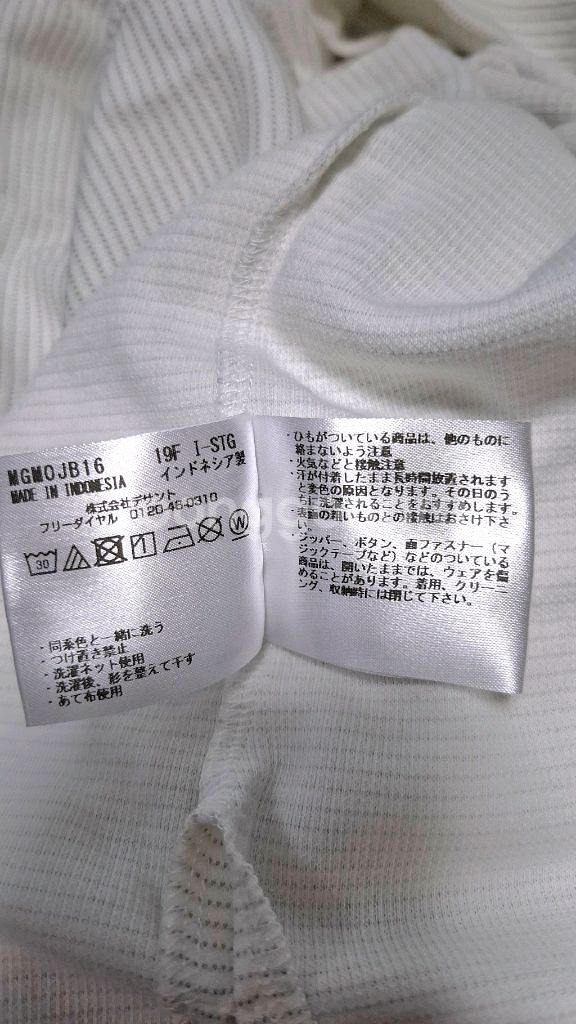 MGMOJB16 19F I-STG
MADE IN INDONESIA インドネシア製
株式会社デサント
フリーダイヤル 0120-46-0310
30
W
・同系色と一緒に洗う
・つけ置き禁止
・洗濯ネット使用
・洗濯後、形を整えて干す
・あて布使用
・ひもがついている商品は、他のものに
絡まないよう注意
・火気などと接触注意
・汗が付着したまま長時間放置されます
と変色の原因となります。その日のう
ちに洗濯されることをおすすめします。
・表面の粗いものとの接触はおさけ下さ
い。
・ジッパー、ボタン、面ファスナー（マ
ジックテープなど）などのついている
商品は、開いたままでは、ウェアを傷
めることがあります。着用、クリーニ
ング、収納時には閉じて下さい。